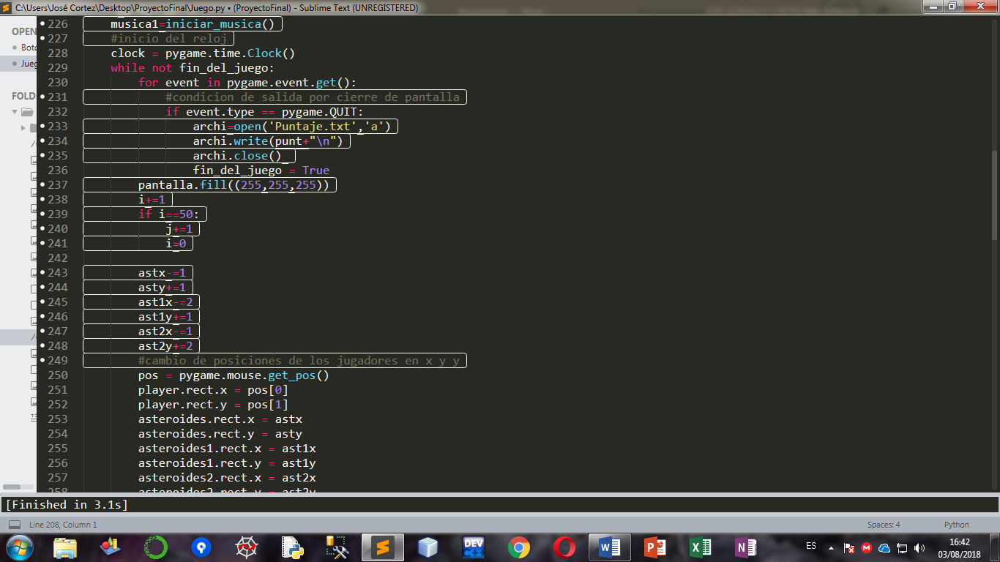 C:\Users\José Cortez\Desktop\ProyectoFinal\Juego.py • (ProyectoFinal) - Sublime Text (UNREGISTERED)
OPEN
Boto
Jueg
FOLD
226 musica1=iniciar_musica()
227 #inicio del reloj
228 clock = pygame.time.Clock()
229 while not fin_del_juego:
230 for event in pygame.event.get():
231 #condicion de salida por cierre de pantalla
232 if event.type == pygame.QUIT:
233 archi=open('Puntaje.txt','a')
234 archi.write(punt+"\n")
235 archi.close()
236 fin_del_juego = True
237 pantalla.fill((255,255,255))
238 i+=1
239 if i==50:
240 j+=1
241 i=0
242
243 astx-=1
244 asty+=1
245 ast1x-=2
246 ast1y+=1
247 ast2x-=1
248 ast2y+=2
249 #cambio de posiciones de los jugadores en x y y
250 pos = pygame.mouse.get_pos()
251 player.rect.x = pos[0]
252 player.rect.y = pos[1]
253 asteroides.rect.x = astx
254 asteroides.rect.y = asty
255 asteroides1.rect.x = ast1x
256 asteroides1.rect.y = ast1y
257 asteroides2.rect.x = ast2x
258 asteroides2.rect.y = ast2y
[Finished in 3.1s]
Line 208, Column 1
Spaces: 4
Python
DEV
C++
ES
16:42
03/08/2018